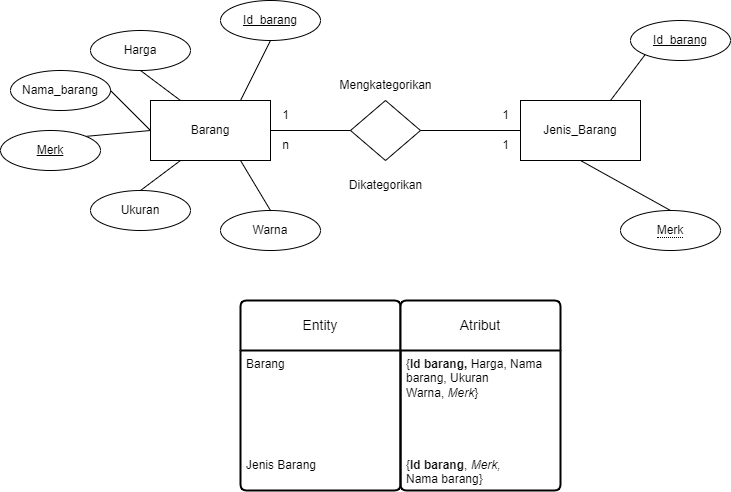 Id_barang
Id_barang
Harga
Nama_barang
Mengkategorikan
1
1
Barang
Jenis_Barang
Merk
n
1
Dikategorikan
Ukuran
Warna
Merk
Entity
Atribut
Barang
{Id barang, Harga, Nama
barang, Ukuran
Warna, Merk}
Jenis Barang
{Id barang, Merk,
Nama barang}